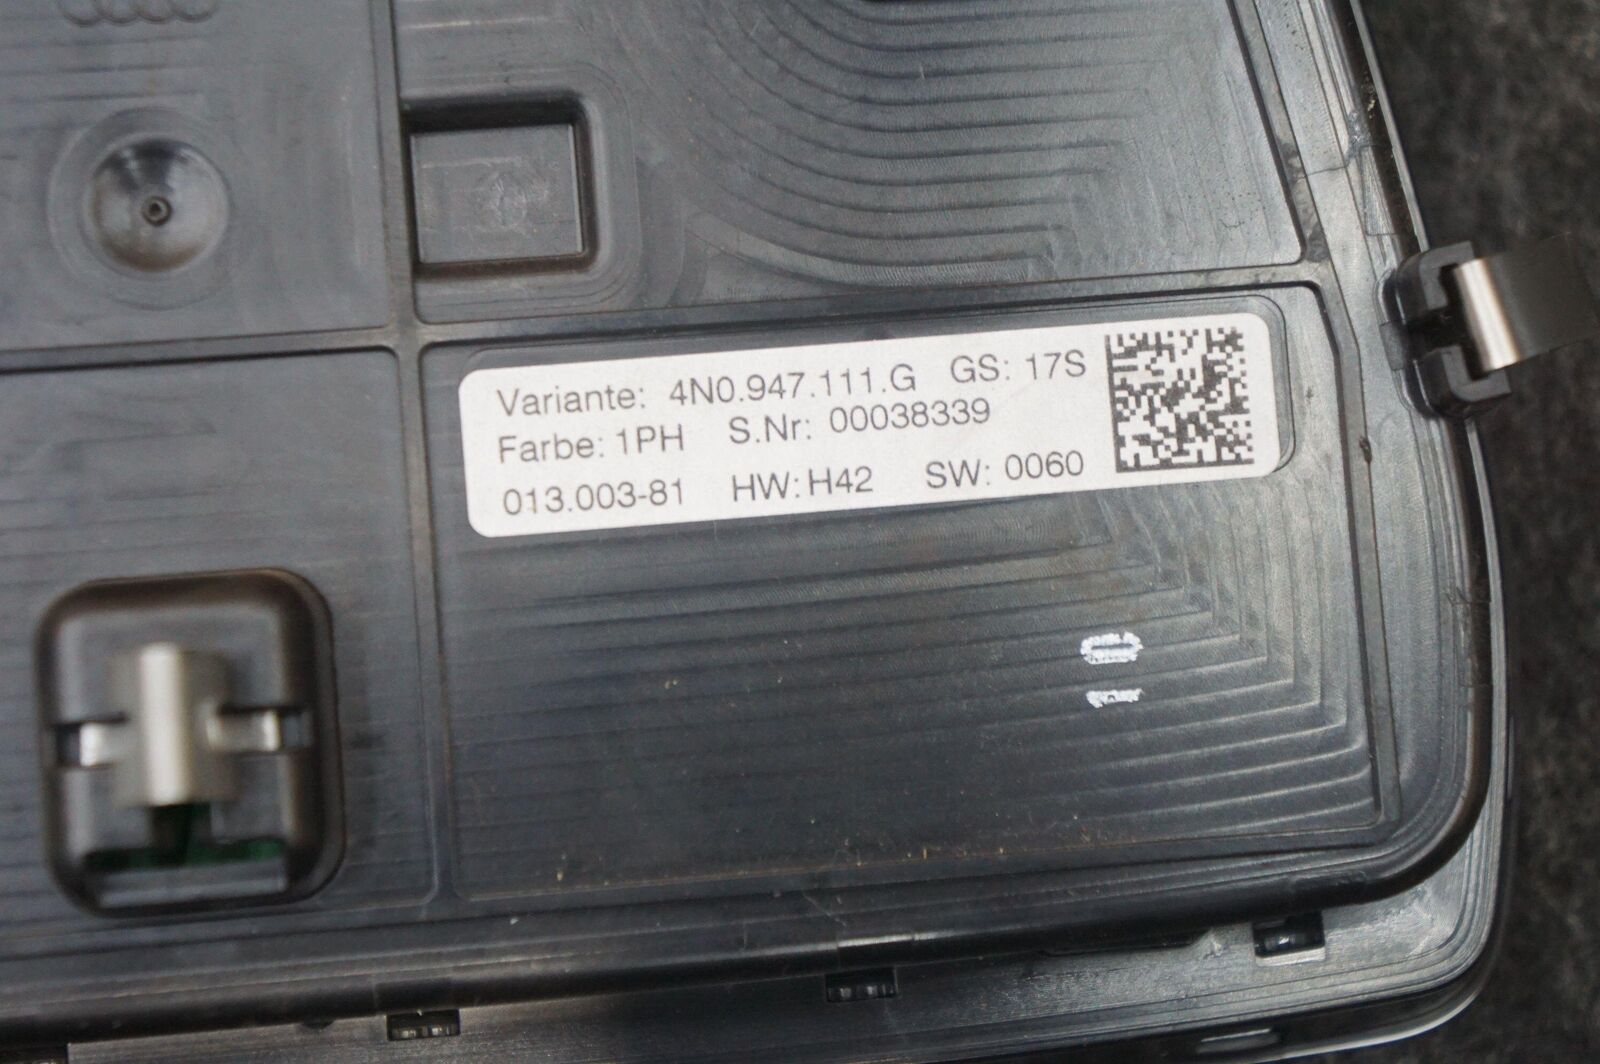 Variante: 4N0.947.111.G GS: 17S
Farbe: 1PH S.Nr: 00038339
013.003-81 HW: H42 SW: 0060